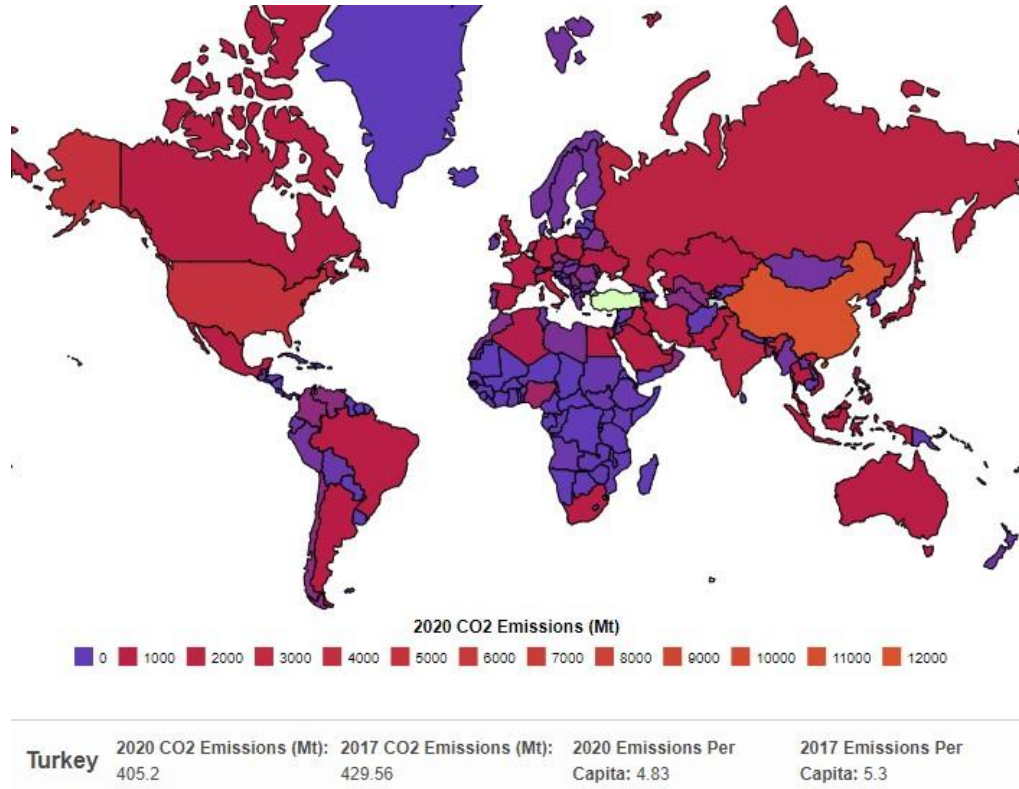 2020 CO2 Emissions (Mt)
0 1000 2000 3000 4000 5000 6000 7000 8000 9000 10000 11000 12000
Turkey
2020 CO2 Emissions (Mt):
405.2
2017 CO2 Emissions (Mt):
429.56
2020 Emissions Per
Capita: 4.83
2017 Emissions Per
Capita: 5.3